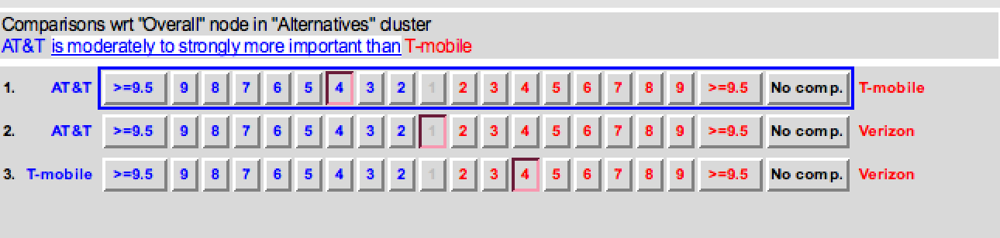 Comparisons wrt "Overall" node in "Alternatives" cluster
AT&T is moderately to strongly more important than T-mobile
1. AT&T >=9.5 9 8 7 6 5 4 3 2 1 2 3 4 5 6 7 8 9 >=9.5 No comp. T-mobile
2. AT&T >=9.5 9 8 7 6 5 4 3 2 1 2 3 4 5 6 7 8 9 >=9.5 No comp. Verizon
3. T-mobile >=9.5 9 8 7 6 5 4 3 2 1 2 3 4 5 6 7 8 9 >=9.5 No comp. Verizon